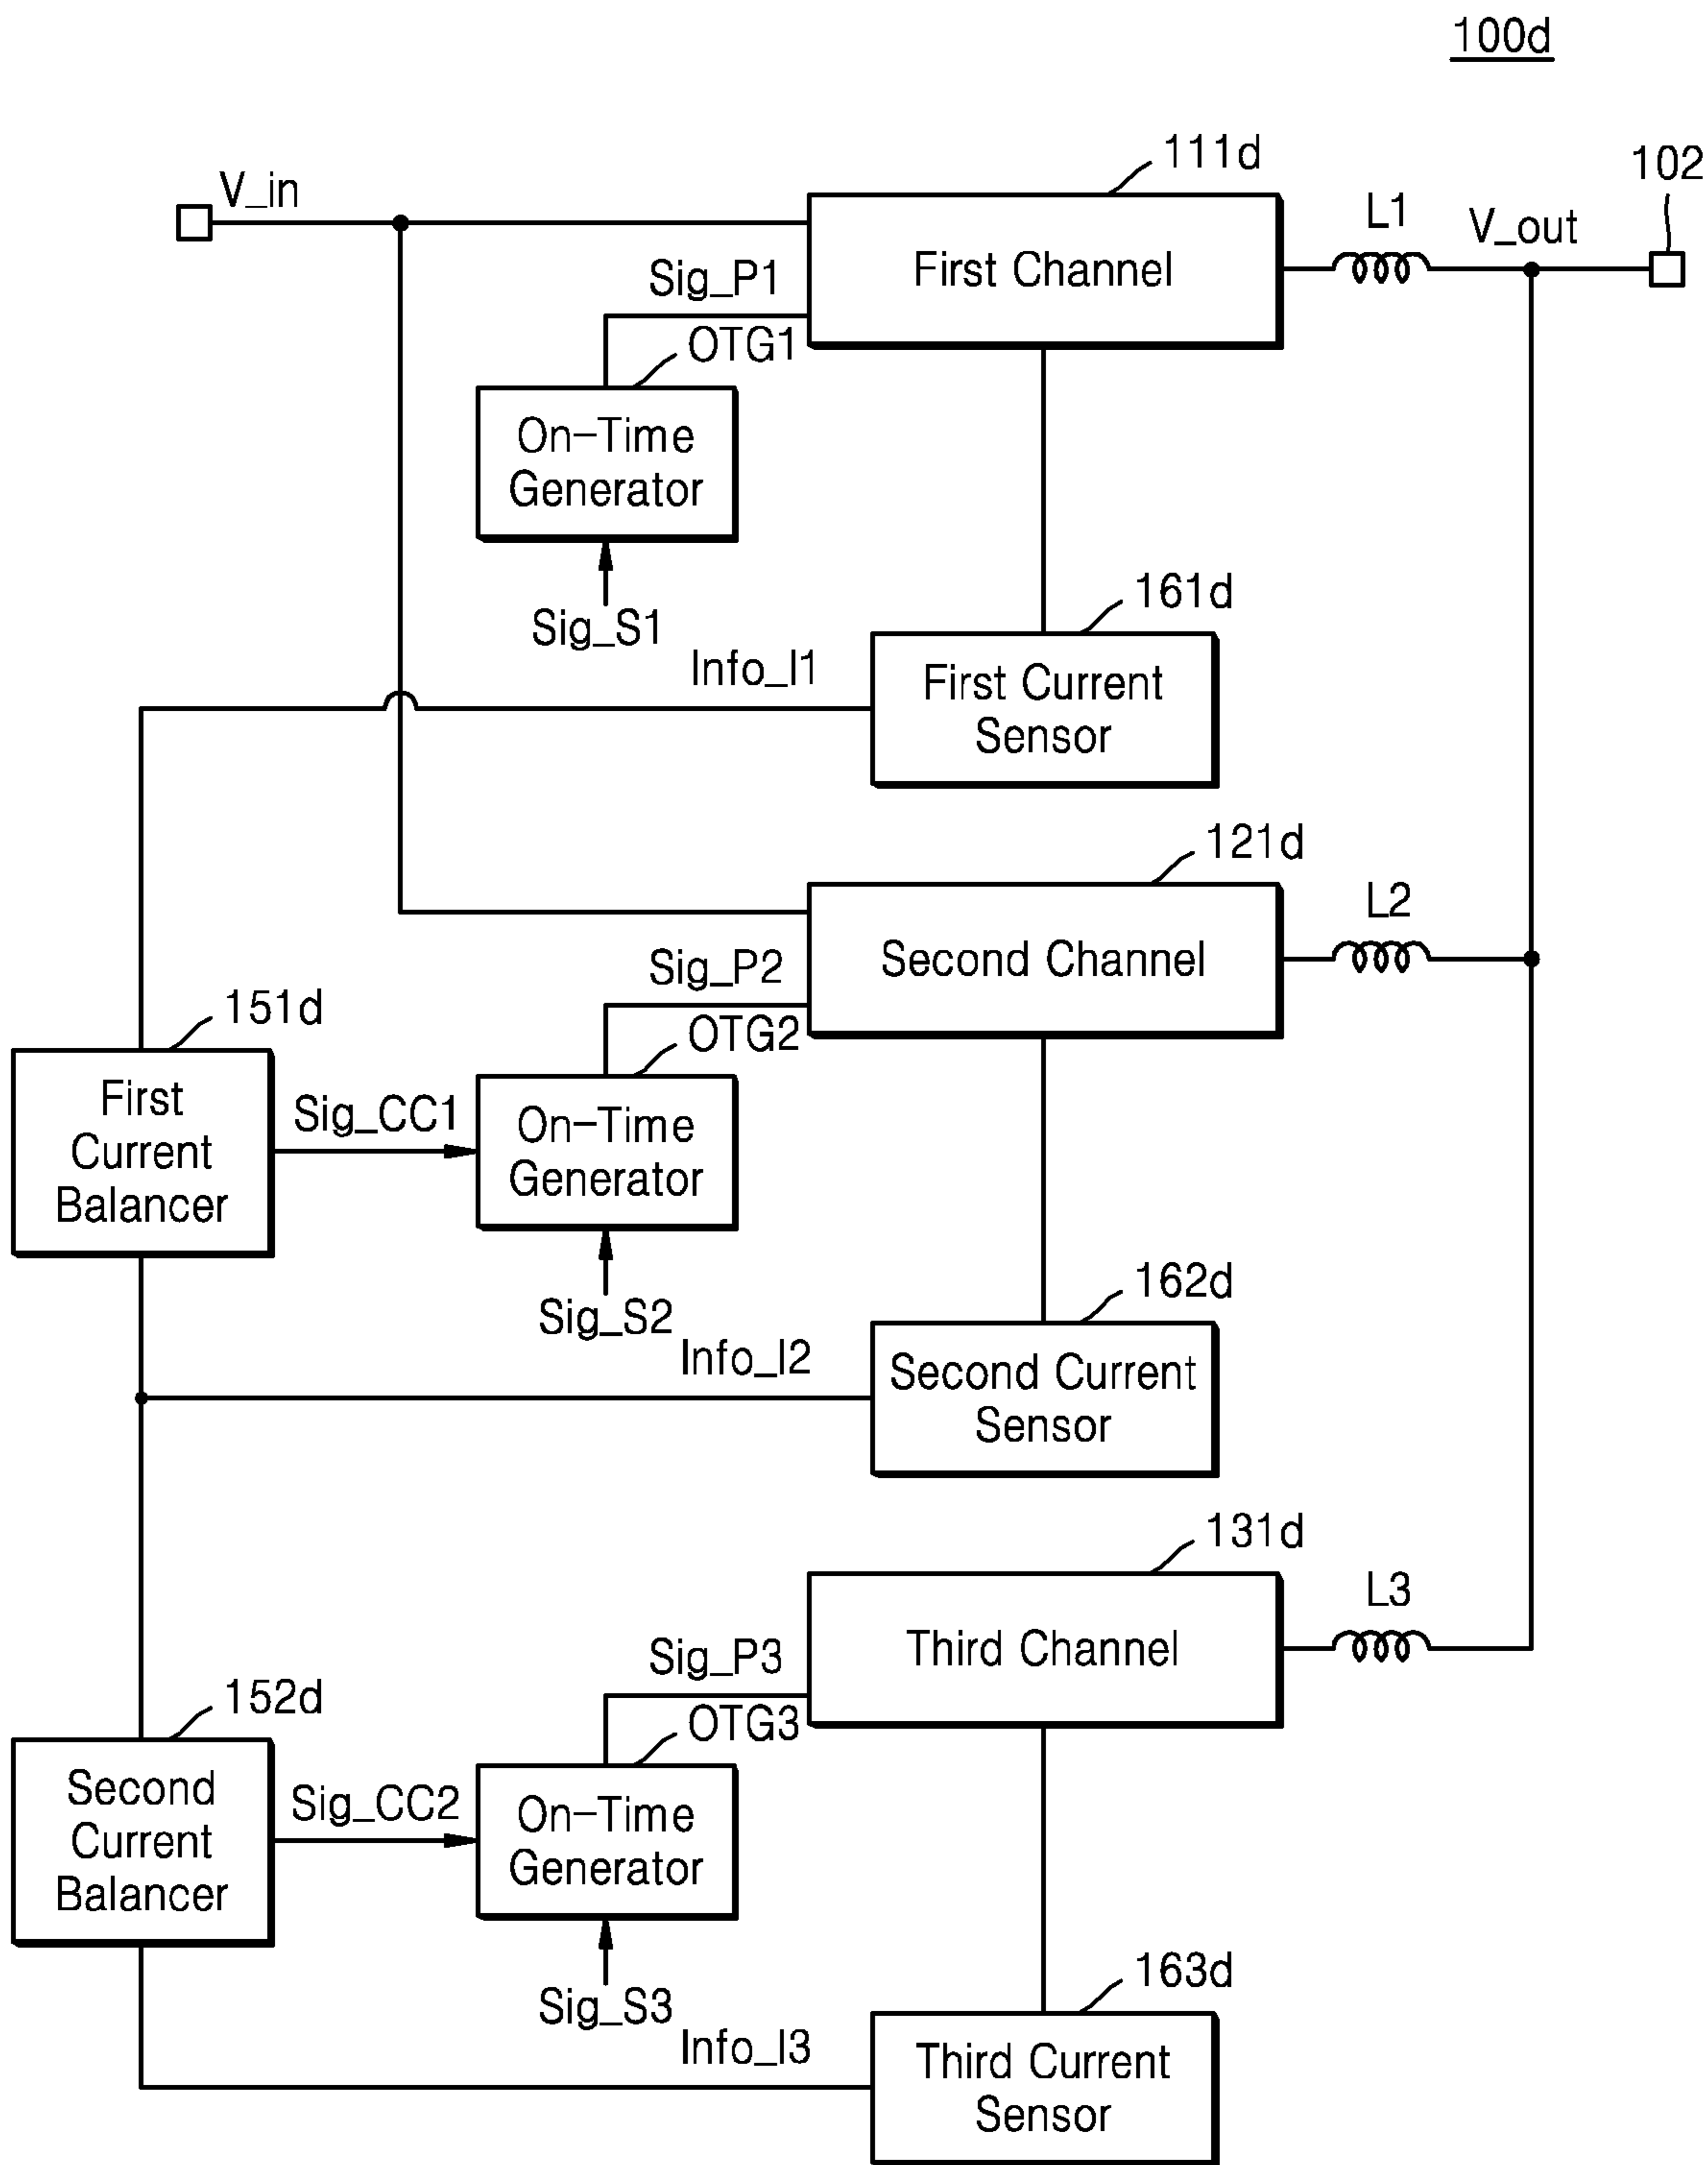 100d
111d
102
V_in
L1
V_out
First Channel
Sig_P1
OTG1
On-Time
Generator
161d
Sig_S1
Info_I1
First Current
Sensor
121d
L2
Second Channel
Sig_P2
151d
OTG2
First
Current
Balancer
Sig_CC1
On-Time
Generator
162d
Sig_S2
Info_I2
Second Current
Sensor
131d
L3
Third Channel
Sig_P3
152d
OTG3
Second
Current
Balancer
Sig_CC2
On-Time
Generator
163d
Sig_S3
Info_I3
Third Current
Sensor